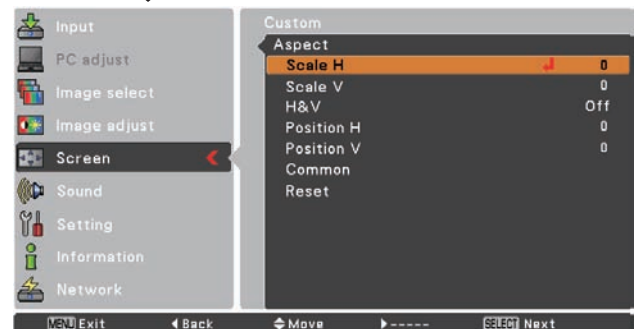 Input
PC adjust
Image select
Image adjust
Screen
Sound
Setting
Information
Network
Custom
Aspect
Scale H 0
Scale V 0
H&V Off
Position H 0
Position V 0
Common
Reset
MENU Exit ◀Back Move ▶----- SELECT Next